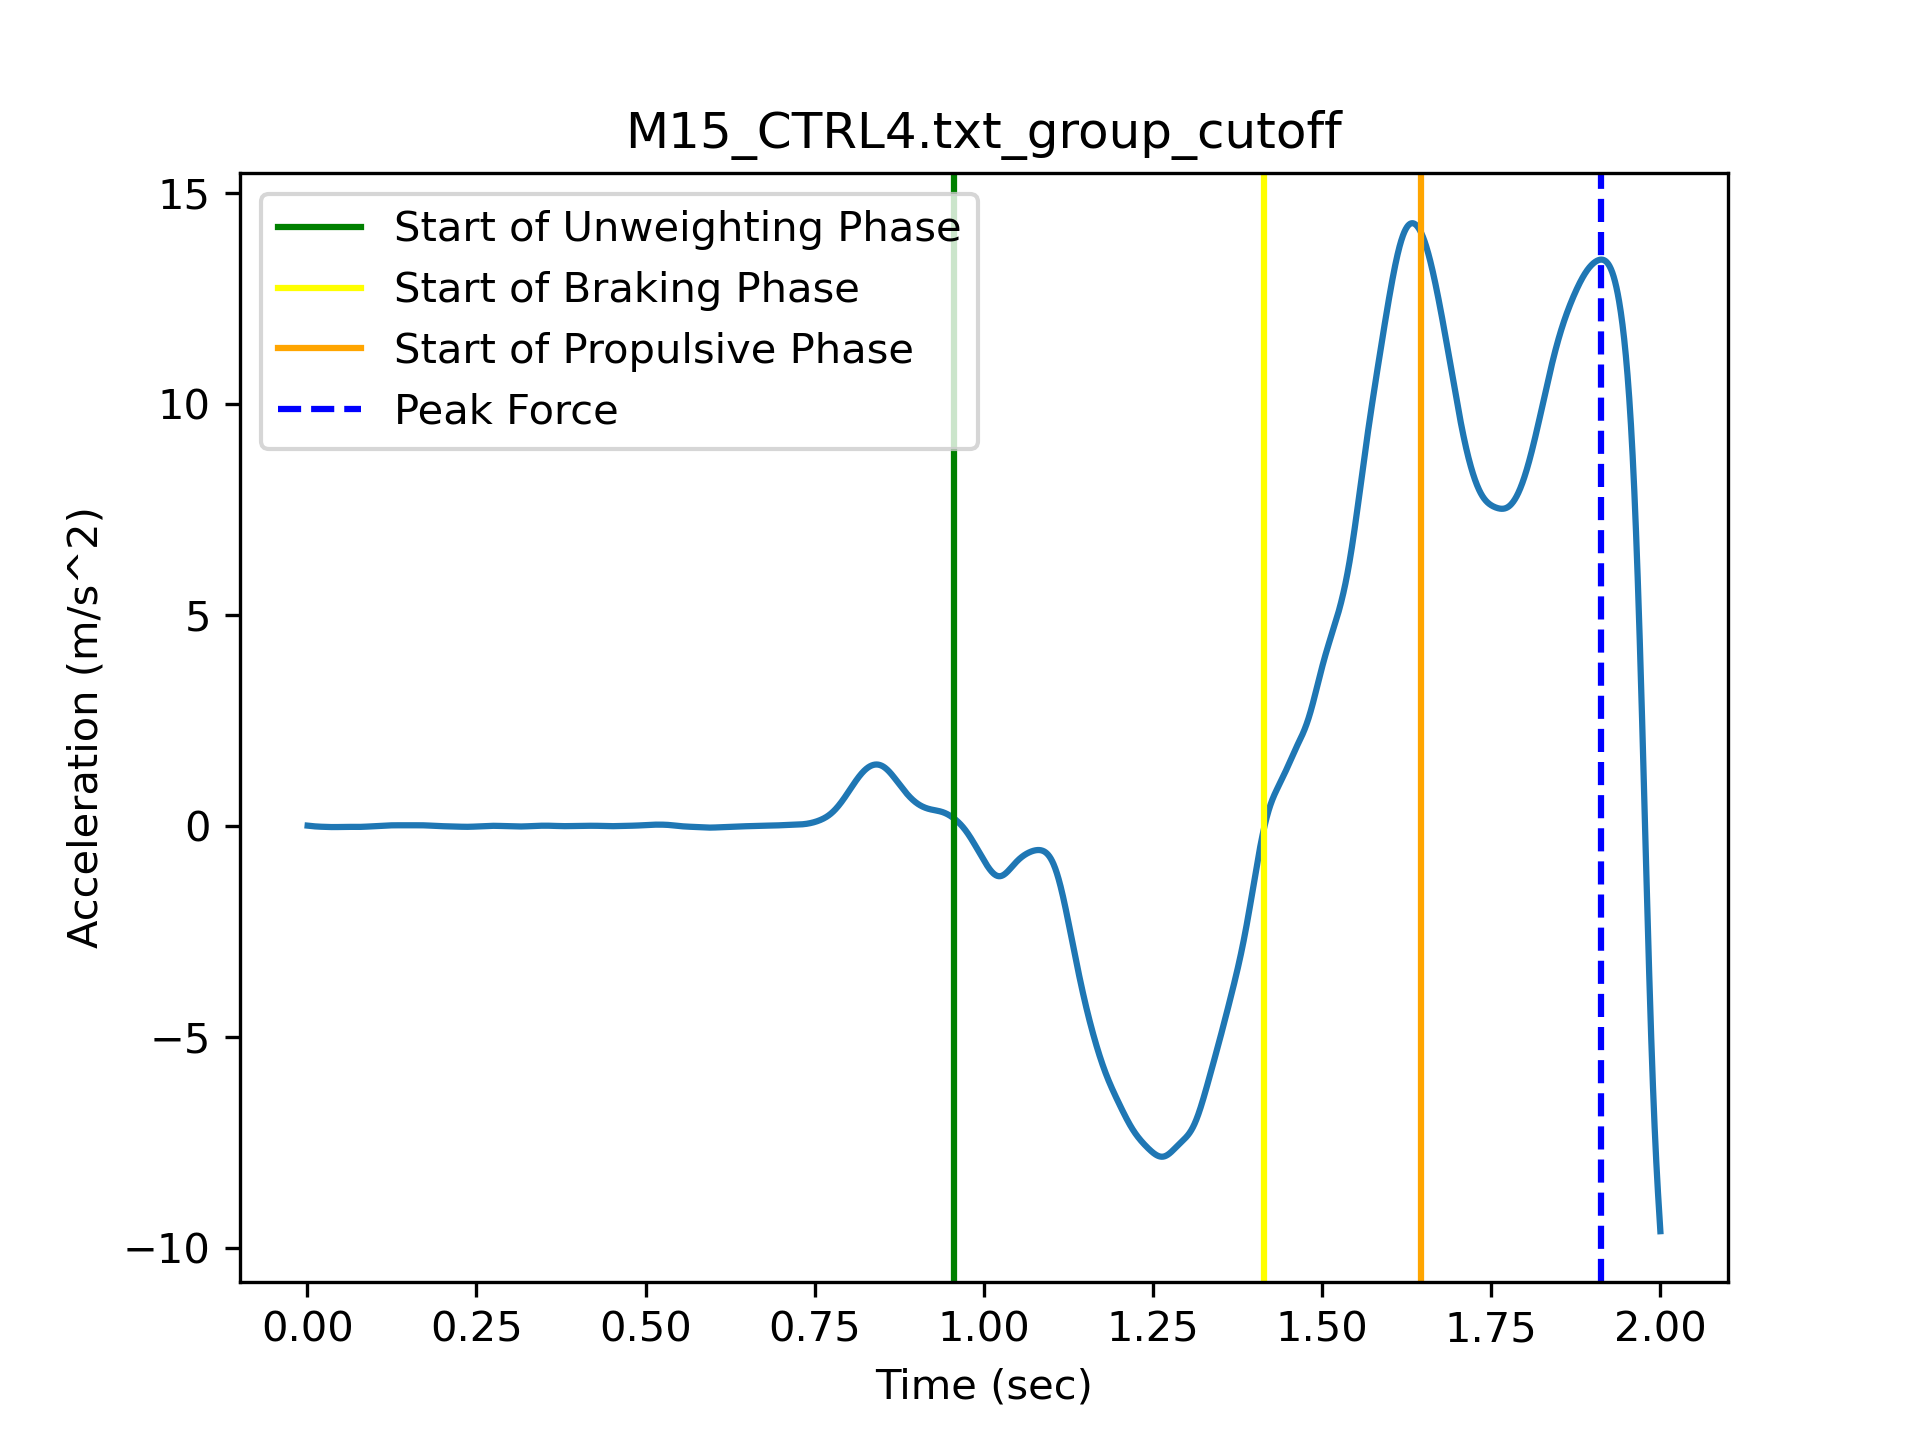 M15_CTRL4.txt_group_cutoff
15
10
5
0
−5
−10
Acceleration (m/s^2)
Start of Unweighting Phase
Start of Braking Phase
Start of Propulsive Phase
Peak Force
0.00 0.25 0.50 0.75 1.00 1.25 1.50 1.75 2.00
Time (sec)